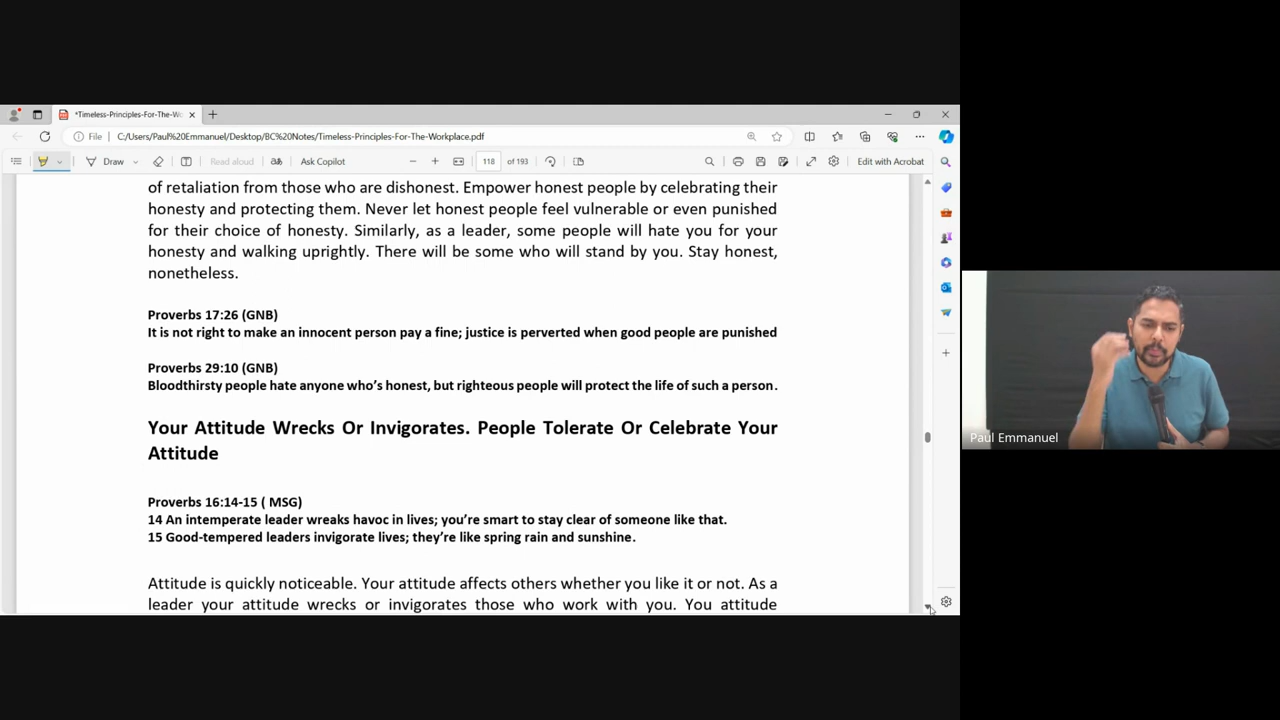 *Timeless-Principles-For-The-Wo
File
C:/Users/Paul%20Emmanuel/Desktop/BC%20Notes/Timeless-Principles-For-The-Workplace.pdf
Draw
Read aloud
Ask Copilot
118 of 193
Edit with Acrobat
of retaliation from those who are dishonest. Empower honest people by celebrating their
honesty and protecting them. Never let honest people feel vulnerable or even punished
for their choice of honesty. Similarly, as a leader, some people will hate you for your
honesty and walking uprightly. There will be some who will stand by you. Stay honest,
nonetheless.
Proverbs 17:26 (GNB)
It is not right to make an innocent person pay a fine; justice is perverted when good people are punished
Proverbs 29:10 (GNB)
Bloodthirsty people hate anyone who's honest, but righteous people will protect the life of such a person.
Your Attitude Wrecks Or Invigorates. People Tolerate Or Celebrate Your
Attitude
Proverbs 16:14-15 ( MSG)
14 An intemperate leader wreaks havoc in lives; you're smart to stay clear of someone like that.
15 Good-tempered leaders invigorate lives; they're like spring rain and sunshine.
Attitude is quickly noticeable. Your attitude affects others whether you like it or not. As a
leader your attitude wrecks or invigorates those who work with you. You attitude
Paul Emmanuel